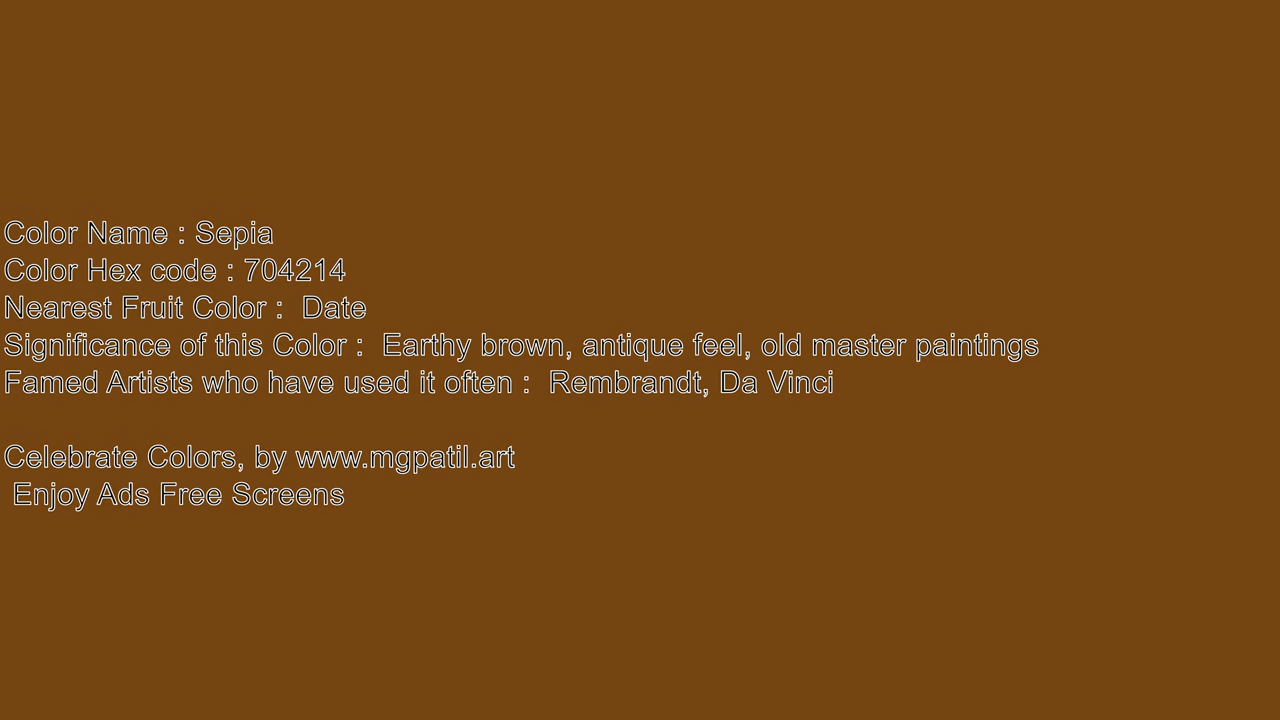 Color Name : Sepia
Color Hex code : 704214
Nearest Fruit Color :  Date
Significance of this Color :  Earthy brown, antique feel, old master paintings
Famed Artists who have used it often :  Rembrandt, Da Vinci
Celebrate Colors, by www.mgpatil.art
Enjoy Ads Free Screens